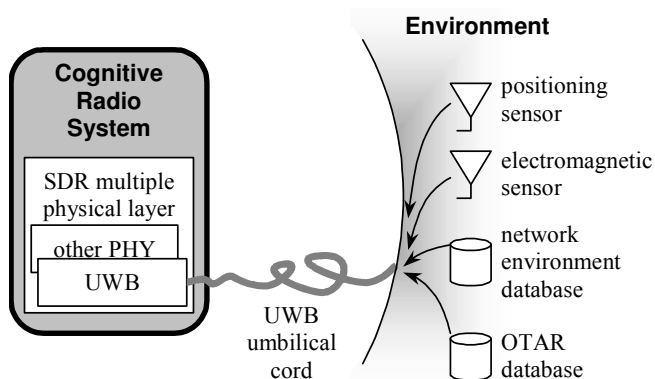 Environment
Cognitive
Radio
System
SDR multiple
physical layer
other PHY
UWB
UWB
umbilical
cord
positioning
sensor
electromagnetic
sensor
network
environment
database
OTAR
database